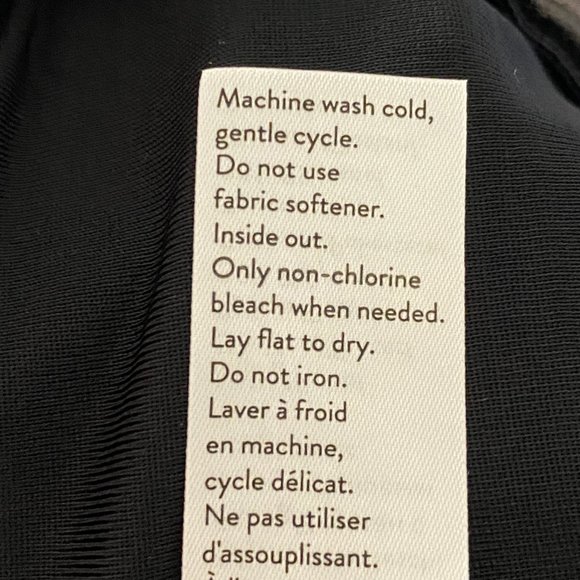 Machine wash cold,
gentle cycle.
Do not use
fabric softener.
Inside out.
Only non-chlorine
bleach when needed.
Lay flat to dry.
Do not iron.
Laver à froid
en machine,
cycle délicat.
Ne pas utiliser
d'assouplissant.